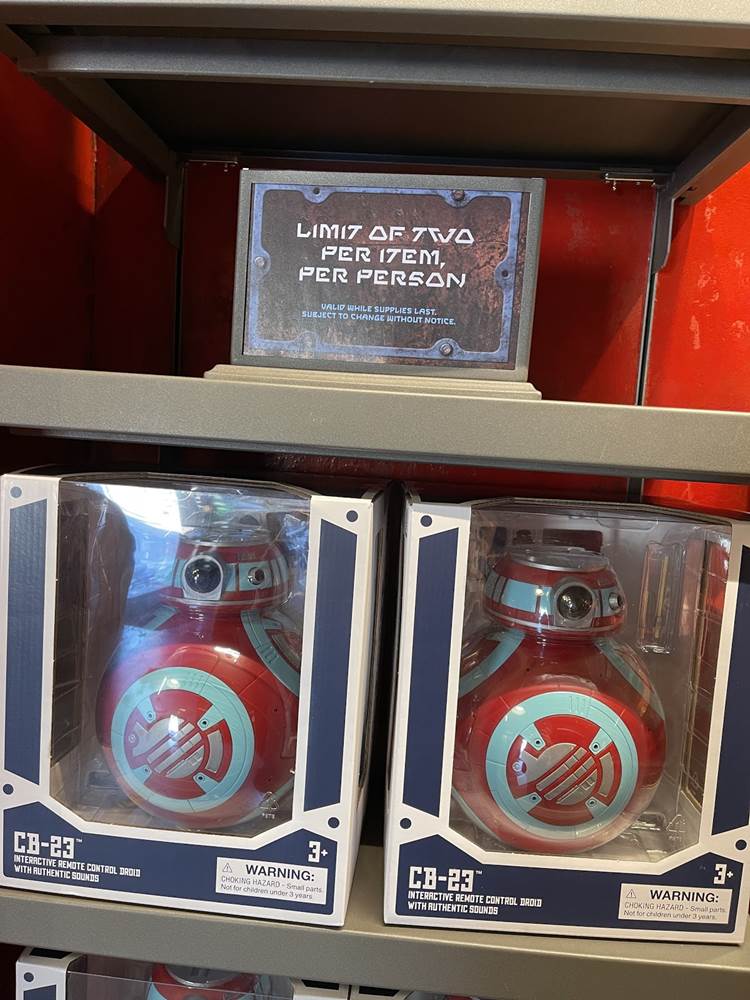 LIMIT OF TWO
PER ITEM,
PER PERSON
VALID WHILE SUPPLIES LAST.
SUBJECT TO CHANGE WITHOUT NOTICE.
CB-23™
INTERACTIVE REMOTE CONTROL DROID
WITH AUTHENTIC SOUNDS
3+
⚠ WARNING:
CHOKING HAZARD - Small parts.
Not for children under 3 years.
CB-23™
INTERACTIVE REMOTE CONTROL DROID
WITH AUTHENTIC SOUNDS
3+
⚠ WARNING:
CHOKING HAZARD - Small parts.
Not for children under 3 years.